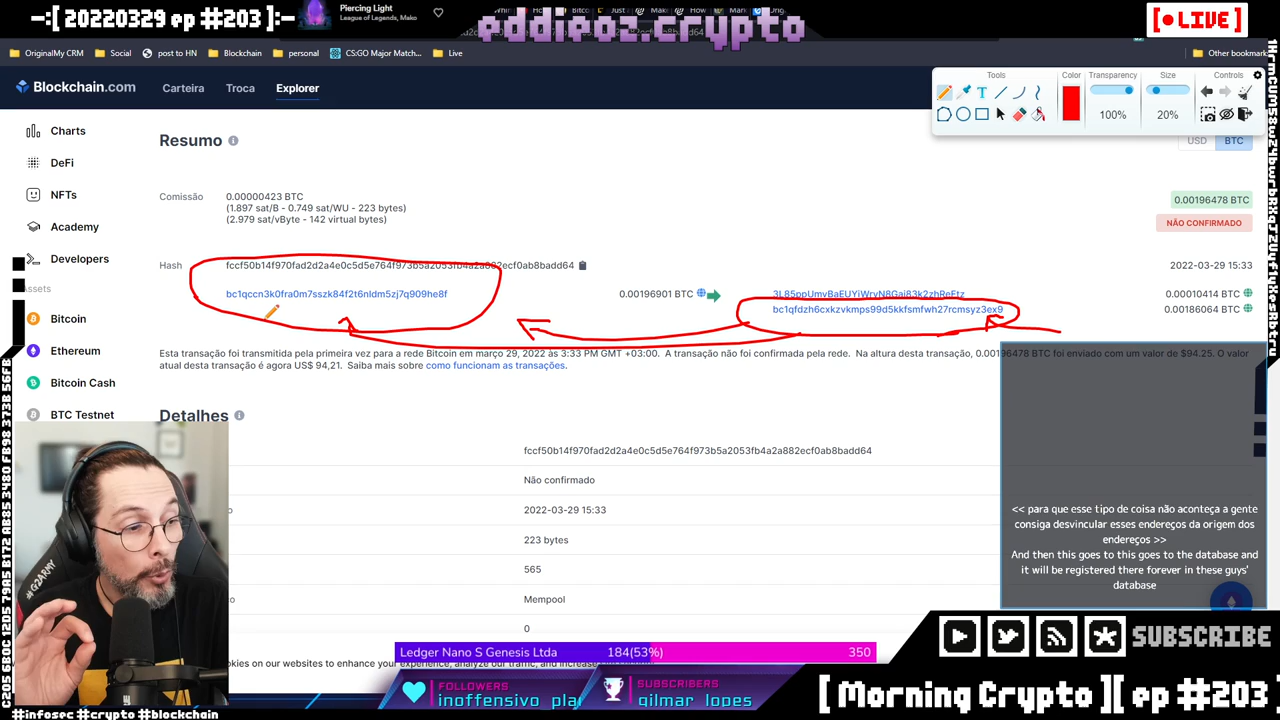 -:[ 20220329 ep #203 ]:-
Piercing Light
League of Legends, Mako
eddieoz.crypto
[●LIVE]
OriginalMy CRM
Social
post to HN
Blockchain
personal
CS:GO Major Match...
Live
Other bookmark
Blockchain.com
Carteira
Troca
Explorer
Tools
Color
Transparency
Size
Controls
100%
20%
Charts
DeFi
NFTs
Academy
Developers
ssets
Bitcoin
Ethereum
Bitcoin Cash
BTC Testnet
Resumo
USD
BTC
Comissão
0.00000423 BTC
(1.897 sat/B - 0.749 sat/WU - 223 bytes)
(2.979 sat/vByte - 142 virtual bytes)
0.00196478 BTC
NÃO CONFIRMADO
Hash
fccf50b14f970fad2d2a4e0c5d5e764f973b5a2053fb4a2a882ecf0ab8badd64
2022-03-29 15:33
bc1qccn3k0fra0m7sszk84f2t6nldm5zj7q909he8f
0.00196901 BTC
3L85ppUmvBaEUYiWrvN8Gaj83k2zhReFtz
0.00010414 BTC
bc1qfdzh6cxkzvkmps99d5kkfsmfwh27rcmsyz3ex9
0.00186064 BTC
Esta transação foi transmitida pela primeira vez para a rede Bitcoin em março 29, 2022 às 3:33 PM GMT +03:00. A transação não foi confirmada pela rede. Na altura desta transação, 0.00196478 BTC foi enviado com um valor de $94.25. O valor
atual desta transação é agora US$ 94,21. Saiba mais sobre como funcionam as transações.
Detalhes
fccf50b14f970fad2d2a4e0c5d5e764f973b5a2053fb4a2a882ecf0ab8badd64
Não confirmado
2022-03-29 15:33
223 bytes
565
Mempool
0
<< para que esse tipo de coisa não aconteça a gente
consiga desvincular esses endereços da origem dos
endereços >>
And then this goes to this goes to the database and
it will be registered there forever in these guys'
database
#G2ARMY
Ledger Nano S Genesis Ltda
184(53%)
350
FOLLOWERS
inoffensivo_pla
SUBSCRIBERS
gilmar_lopes
SUBSCRIBE
[ Morning Crypto ][ ep #203 ]
#infosec #crypto #blockchain